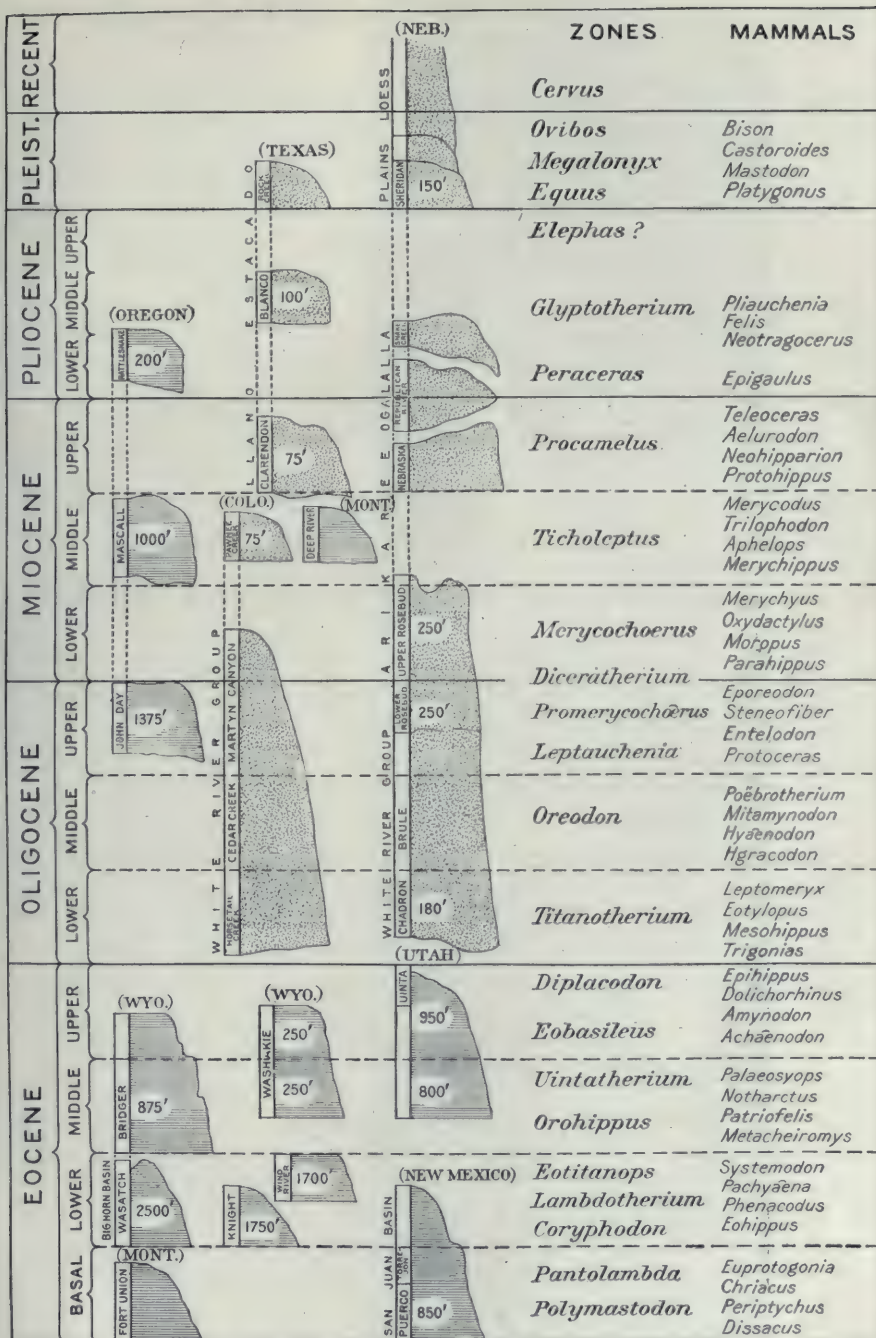 ZONES MAMMALS
RECENT
(NEB.)
PLAINS LOESS
Cervus
PLEIST.
(TEXAS)
LLANO ESTACADO
ROCK CREEK
SHERIDAN
150'
Ovibos
Megalonyx
Equus
Bison
Castoroides
Mastodon
Platygonus
PLIOCENE
UPPER
MIDDLE
LOWER
(OREGON)
RATTLESNAKE
200'
BLANCO
100'
OGALALLA
SNAKE CREEK
REPUBLICAN RIVER
Elephas ?
Glyptotherium
Peraceras
Pliauchenia
Felis
Neotragocerus
Epigaulus
MIOCENE
UPPER
CLARENDON
75'
NEBRASKA
Procamelus
Teleoceras
Aelurodon
Neohipparion
Protohippus
MIDDLE
MASCALL
1000'
(COLO.)
PAWNEE CREEK
75'
DEEP RIVER
(MONT.)
ARIKAREE
Ticholeptus
Merycodus
Trilophodon
Aphelops
Merychippus
LOWER
UPPER ROSEBUD
250'
Merycochoerus
Diceratherium
Merychyus
Oxydactylus
Moropus
Parahippus
OLIGOCENE
UPPER
JOHN DAY
1375'
WHITE RIVER GROUP
MARTYN CANYON
LOWER ROSEBUD
250'
Promerycochœrus
Leptauchenia
Eporeodon
Steneofiber
Entelodon
Protoceras
MIDDLE
CEDAR CHEEK
WHITE RIVER GROUP
BRULE
Oreodon
Poëbrotherium
Mitamynodon
Hyaenodon
Hgracodon
LOWER
HORSETAIL CREEK
CHADRON
180'
Titanotherium
Leptomeryx
Eotylopus
Mesohippus
Trigonias
EOCENE
UPPER
(WYO.)
(WYO.)
(UTAH)
WASHAKIE
250'
250'
UINTA
950'
800'
Diplacodon
Eobasileus
Epihippus
Dolichorhinus
Amynodon
Achaenodon
MIDDLE
BRIDGER
875'
Uintatherium
Orohippus
Palaeosyops
Notharctus
Patriofelis
Metacheiromys
LOWER
BIGHORN BASIN
WASATCH
2500'
KNIGHT
1750'
WIND RIVER
1700'
(NEW MEXICO)
SAN JUAN BASIN
Eotitanops
Lambdotherium
Coryphodon
Systemodon
Pachyaena
Phenacodus
Eohippus
BASAL
(MONT.)
FORT UNION
TORREJON
PUERCO
850'
Pantolambda
Polymastodon
Euprotogonia
Chriacus
Periptychus
Dissacus